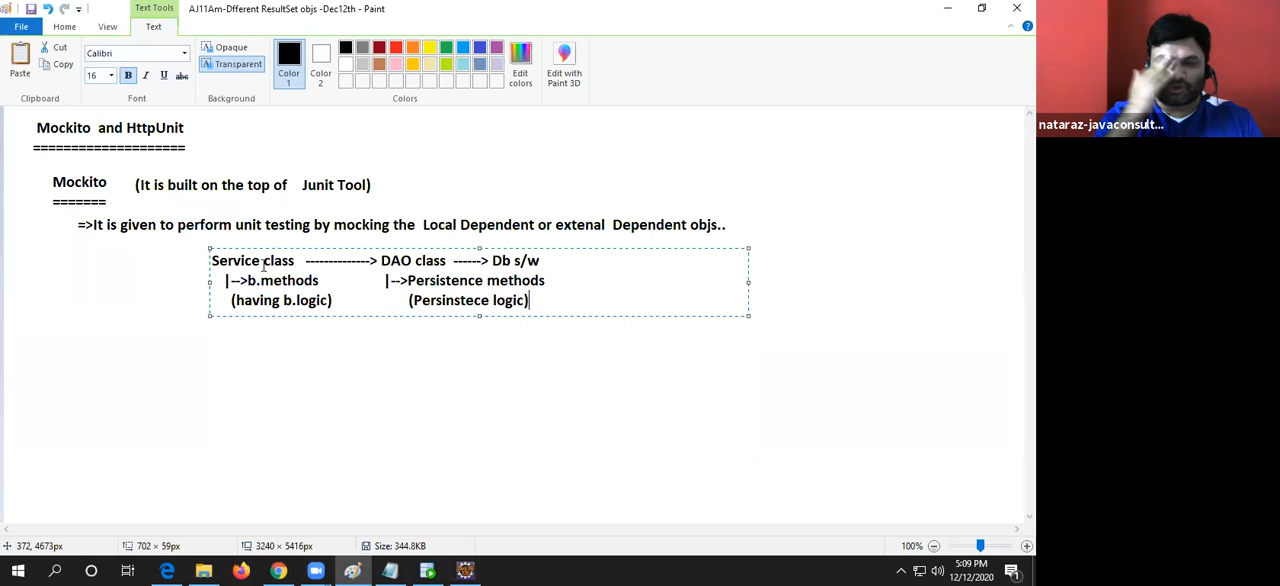 AJ11Am-Dfferent ResultSet objs -Dec12th - Paint
Text Tools
File
Home
View
Text
Paste
Cut
Copy
Clipboard
Calibri
16
B
I
U
abc
Font
Opaque
Transparent
Background
Color
1
Color
2
Edit
colors
Edit with
Paint 3D
Colors
Mockito and HttpUnit
====================
Mockito (It is built on the top of Junit Tool)
=======
=>It is given to perform unit testing by mocking the Local Dependent or extenal Dependent objs..
Service class --------------> DAO class ------> Db s/w
|-->b.methods |-->Persistence methods
(having b.logic) (Persinstece logic)
nataraz-javaconsult...
372, 4673px
702 × 59px
3240 × 5416px
Size: 344.8KB
100%
5:09 PM
12/12/2020